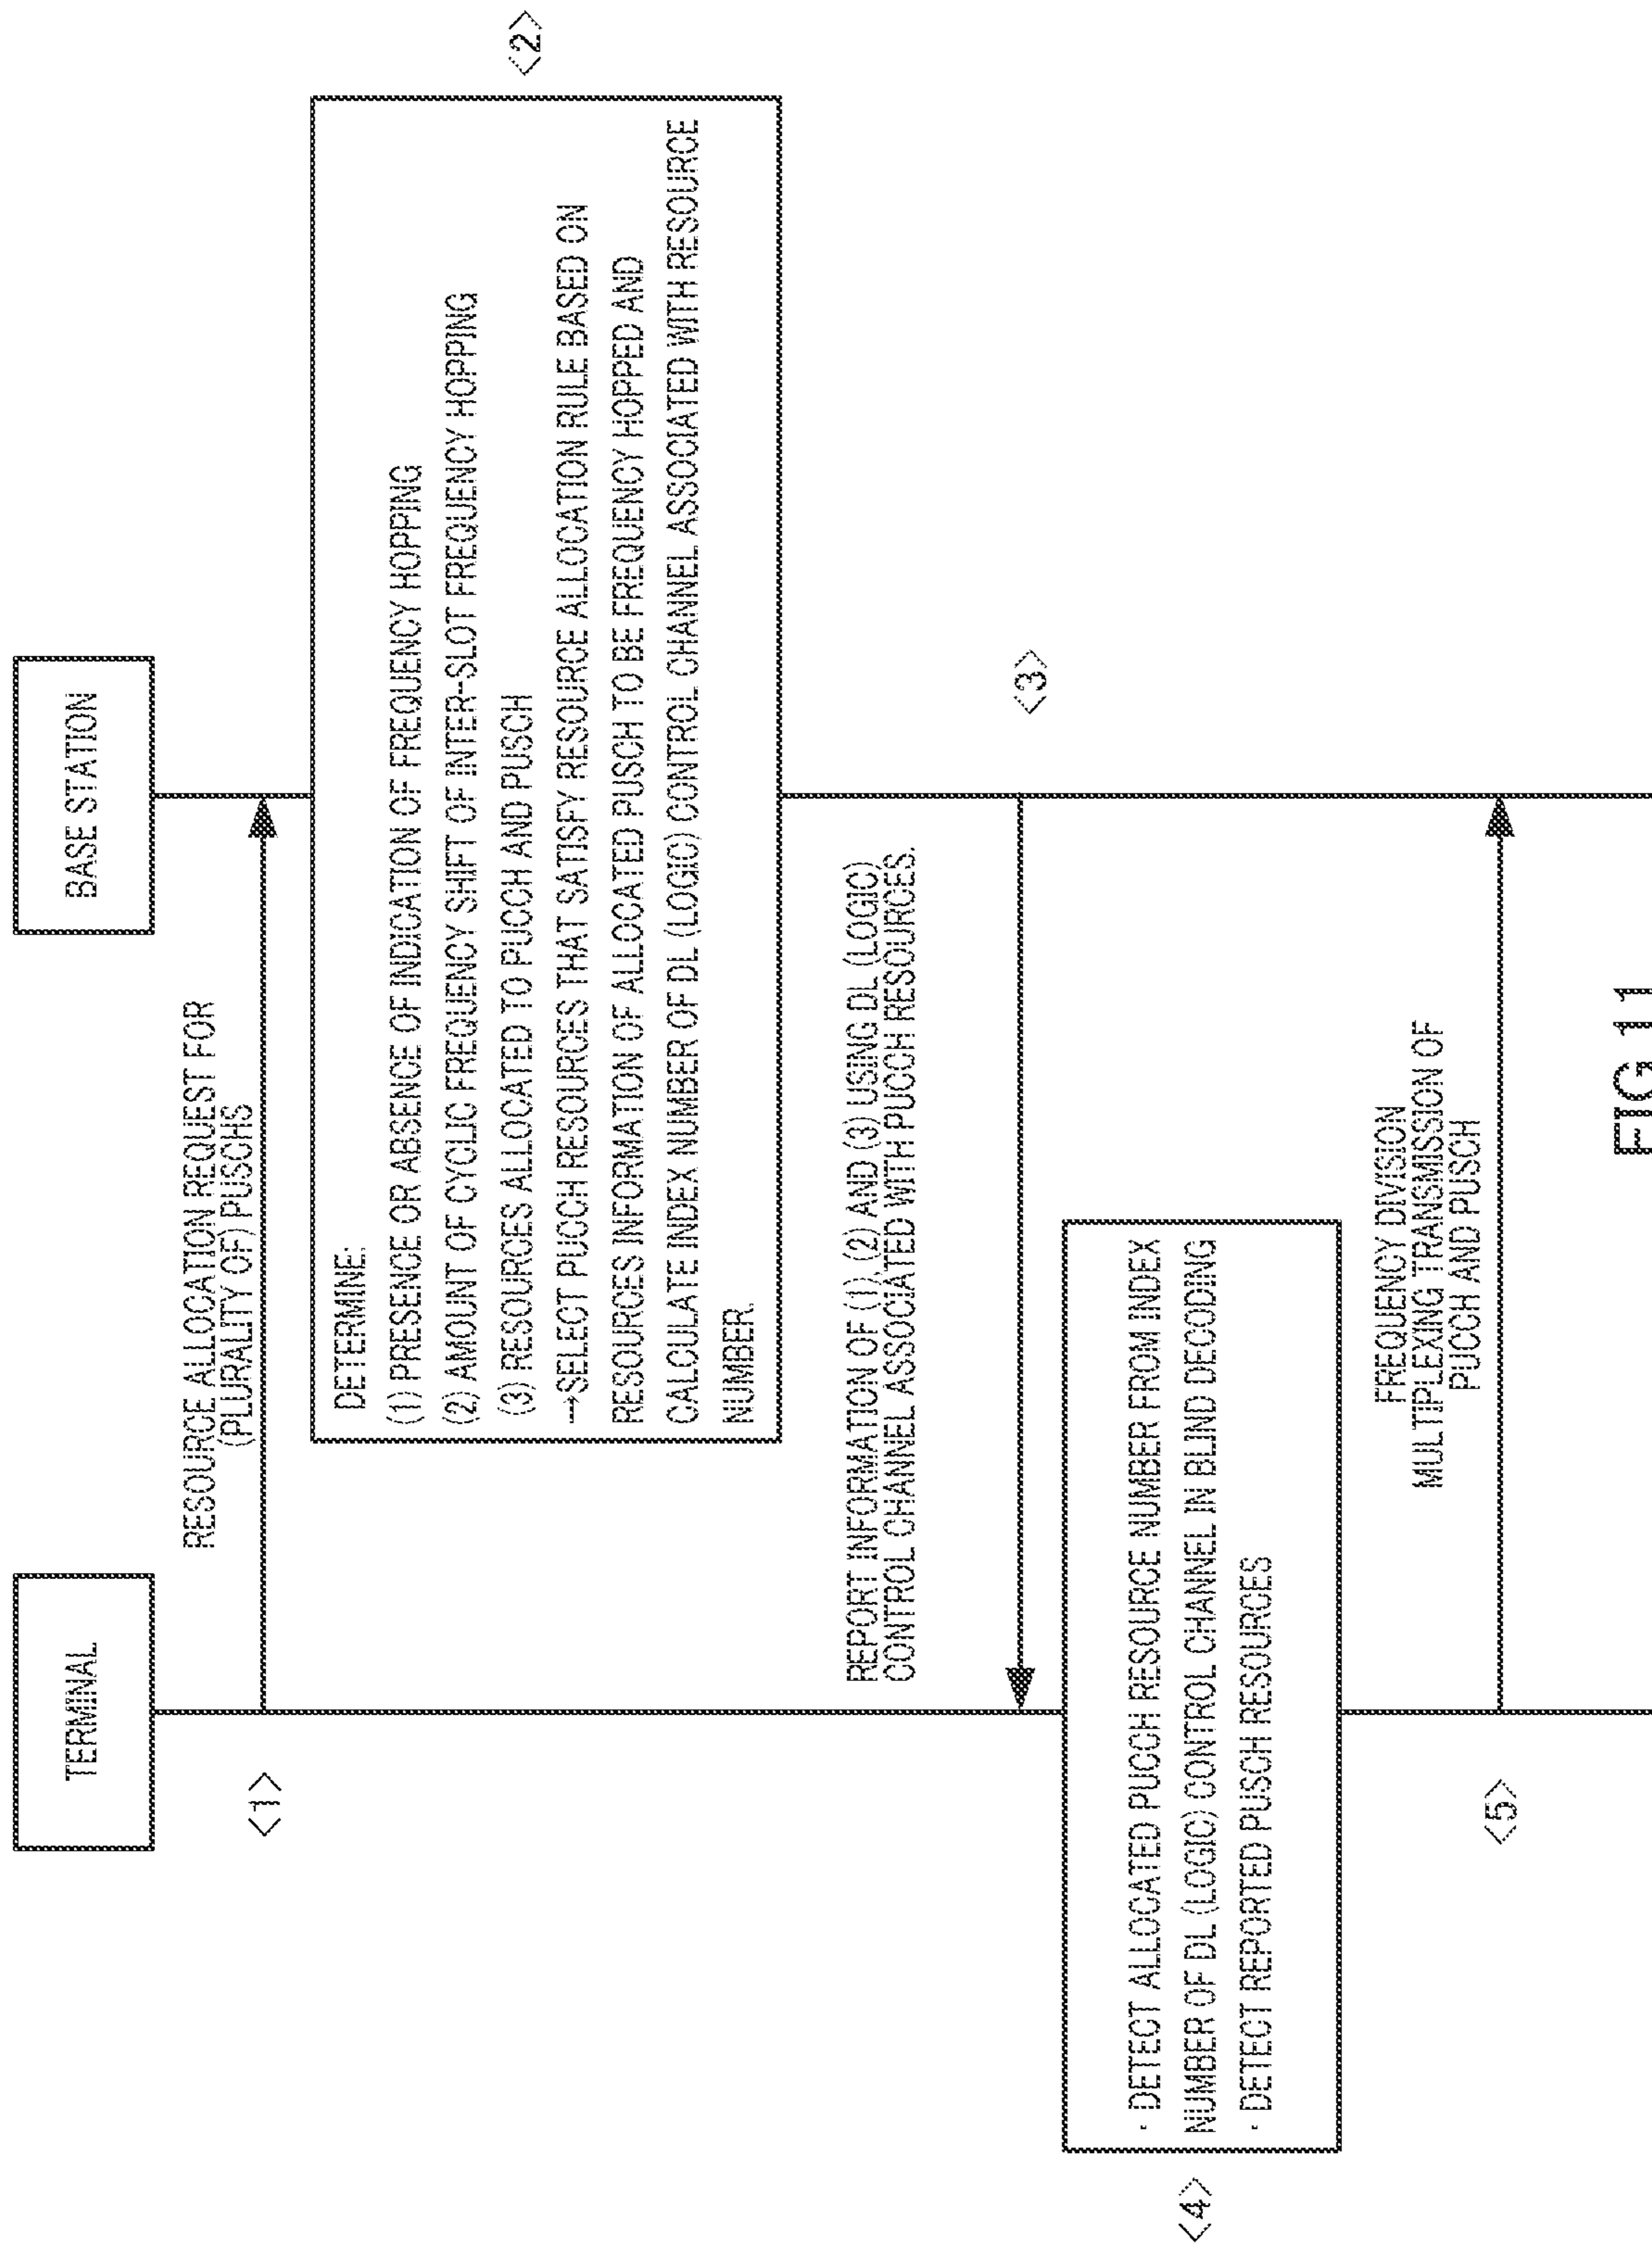 TERMINAL
BASE STATION
<1>
RESOURCE ALLOCATION REQUEST FOR
(PLURALITY OF) PUSCHS
DETERMINE:
(1) PRESENCE OR ABSENCE OF INDICATION OF FREQUENCY HOPPING
(2) AMOUNT OF CYCLIC FREQUENCY SHIFT OF INTER-SLOT FREQUENCY HOPPING
(3) RESOURCES ALLOCATED TO PUCCH AND PUSCH
→SELECT PUCCH RESOURCES THAT SATISFY RESOURCE ALLOCATION RULE BASED ON
RESOURCES INFORMATION OF ALLOCATED PUSCH TO BE FREQUENCY HOPPED AND
CALCULATE INDEX NUMBER OF DL (LOGIC) CONTROL CHANNEL ASSOCIATED WITH RESOURCE
NUMBER.
<2>
REPORT INFORMATION OF (1), (2) AND (3) USING DL (LOGIC)
CONTROL CHANNEL ASSOCIATED WITH PUCCH RESOURCES.
<3>
<4>
· DETECT ALLOCATED PUCCH RESOURCE NUMBER FROM INDEX
NUMBER OF DL (LOGIC) CONTROL CHANNEL IN BLIND DECODING
· DETECT REPORTED PUSCH RESOURCES
FREQUENCY DIVISION
MULTIPLEXING TRANSMISSION OF
PUCCH AND PUSCH
<5>
FIG.11